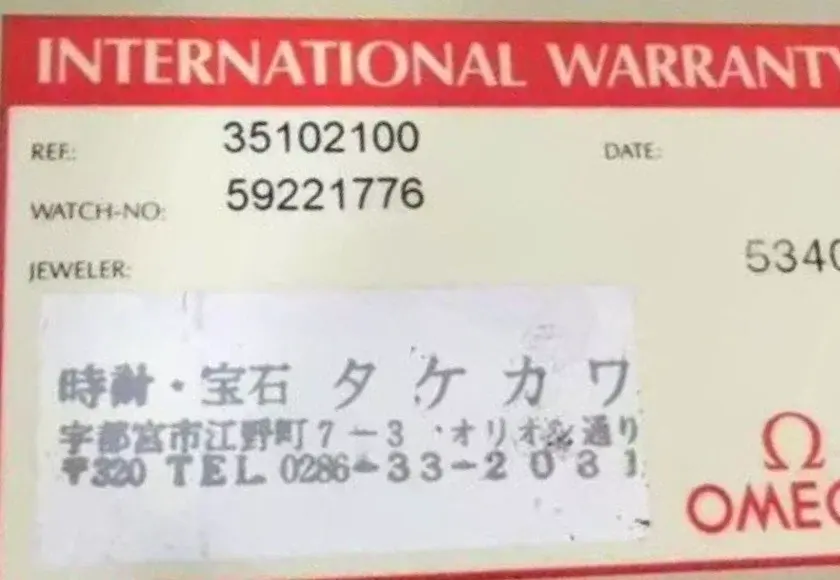 INTERNATIONAL WARRANTY
REF.: 35102100
DATE:
WATCH-NO: 59221776
JEWELER:
5340
時計・宝石 タケカワ
宇都宮市江野町7-3 ・オリオン通り
〒320 TEL 0286-33-2031
Ω
OMEG